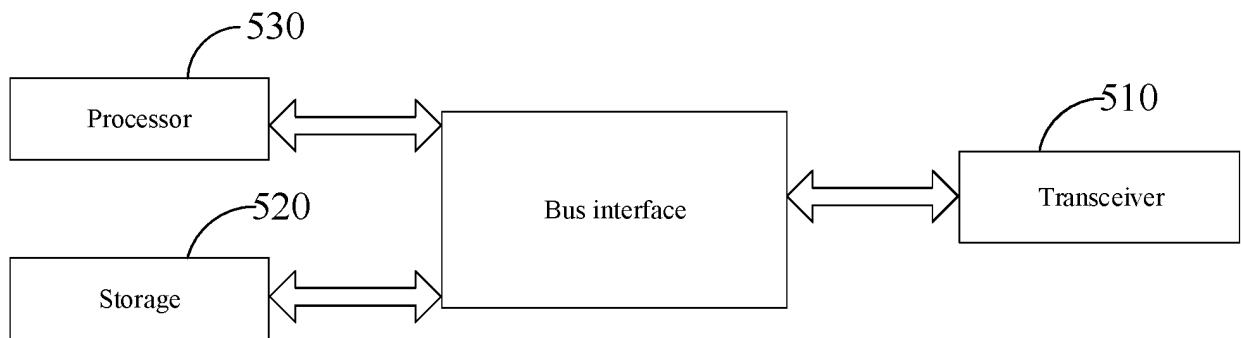 530
Processor
510
Transceiver
Bus interface
520
Storage